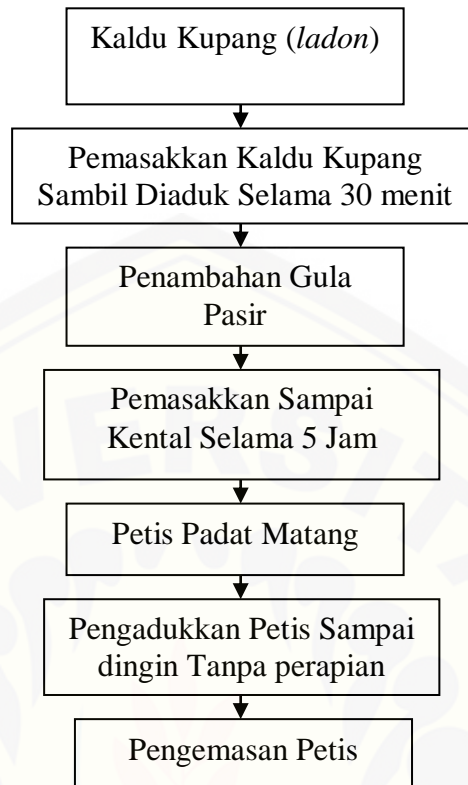 Kaldu Kupang (ladon)
Pemasakkan Kaldu Kupang
Sambil Diaduk Selama 30 menit
Penambahan Gula
Pasir
Pemasakkan Sampai
Kental Selama 5 Jam
Petis Padat Matang
Pengadukkan Petis Sampai
dingin Tanpa perapian
Pengemasan Petis